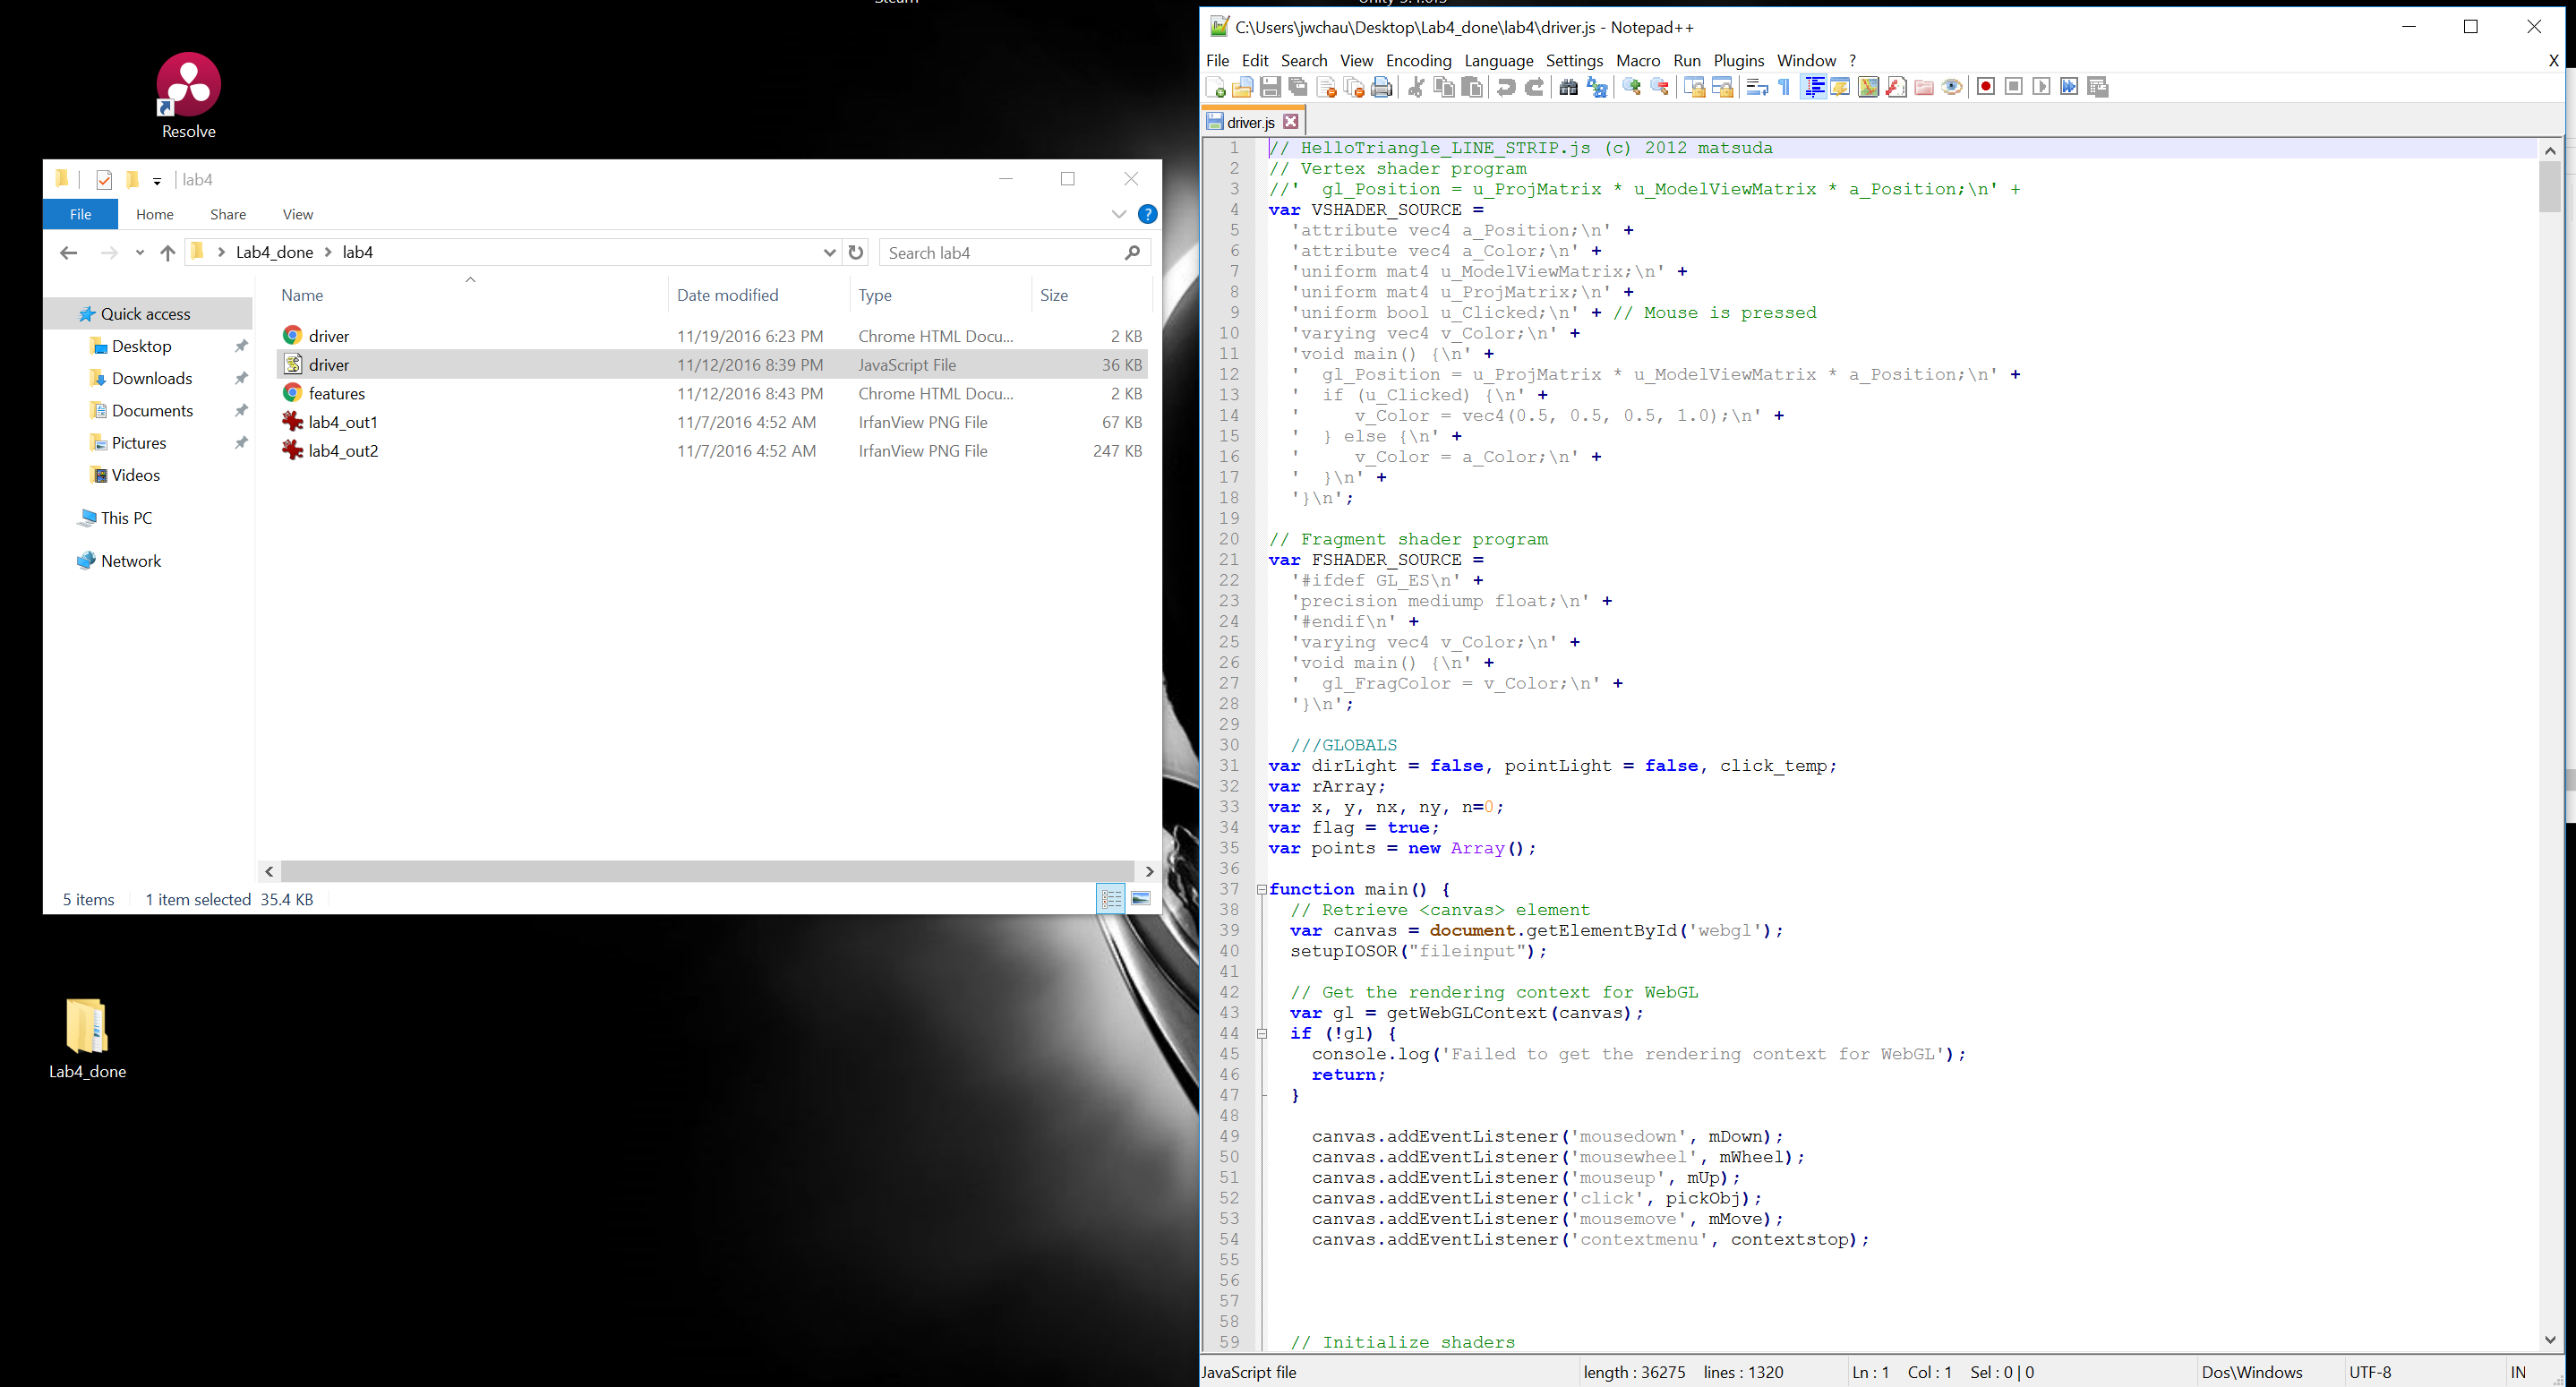 Resolve
lab4
File Home Share View
Lab4_done > lab4
Search lab4
Name Date modified Type Size
Quick access
Desktop
Downloads
Documents
Pictures
Videos
This PC
Network
driver 11/19/2016 6:23 PM Chrome HTML Docu... 2 KB
driver 11/12/2016 8:39 PM JavaScript File 36 KB
features 11/12/2016 8:43 PM Chrome HTML Docu... 2 KB
lab4_out1 11/7/2016 4:52 AM IrfanView PNG File 67 KB
lab4_out2 11/7/2016 4:52 AM IrfanView PNG File 247 KB
5 items 1 item selected 35.4 KB
Lab4_done
C:\Users\jwchau\Desktop\Lab4_done\lab4\driver.js - Notepad++
File Edit Search View Encoding Language Settings Macro Run Plugins Window ? X
driver.js
1 // HelloTriangle_LINE_STRIP.js (c) 2012 matsuda
2 // Vertex shader program
3 //' gl_Position = u_ProjMatrix * u_ModelViewMatrix * a_Position;\n' +
4 var VSHADER_SOURCE =
5 'attribute vec4 a_Position;\n' +
6 'attribute vec4 a_Color;\n' +
7 'uniform mat4 u_ModelViewMatrix;\n' +
8 'uniform mat4 u_ProjMatrix;\n' +
9 'uniform bool u_Clicked;\n' + // Mouse is pressed
10 'varying vec4 v_Color;\n' +
11 'void main() {\n' +
12 ' gl_Position = u_ProjMatrix * u_ModelViewMatrix * a_Position;\n' +
13 ' if (u_Clicked) {\n' +
14 ' v_Color = vec4(0.5, 0.5, 0.5, 1.0);\n' +
15 ' } else {\n' +
16 ' v_Color = a_Color;\n' +
17 ' }\n' +
18 '}\n';
19
20 // Fragment shader program
21 var FSHADER_SOURCE =
22 '#ifdef GL_ES\n' +
23 'precision mediump float;\n' +
24 '#endif\n' +
25 'varying vec4 v_Color;\n' +
26 'void main() {\n' +
27 ' gl_FragColor = v_Color;\n' +
28 '}\n';
29
30 ///GLOBALS
31 var dirLight = false, pointLight = false, click_temp;
32 var rArray;
33 var x, y, nx, ny, n=0;
34 var flag = true;
35 var points = new Array();
36
37 function main() {
38 // Retrieve <canvas> element
39 var canvas = document.getElementById('webgl');
40 setupIOSOR("fileinput");
41
42 // Get the rendering context for WebGL
43 var gl = getWebGLContext(canvas);
44 if (!gl) {
45 console.log('Failed to get the rendering context for WebGL');
46 return;
47 }
48
49 canvas.addEventListener('mousedown', mDown);
50 canvas.addEventListener('mousewheel', mWheel);
51 canvas.addEventListener('mouseup', mUp);
52 canvas.addEventListener('click', pickObj);
53 canvas.addEventListener('mousemove', mMove);
54 canvas.addEventListener('contextmenu', contextstop);
55
56
57
58
59 // Initialize shaders
JavaScript file length : 36275 lines : 1320 Ln : 1 Col : 1 Sel : 0 | 0 Dos\Windows UTF-8 IN